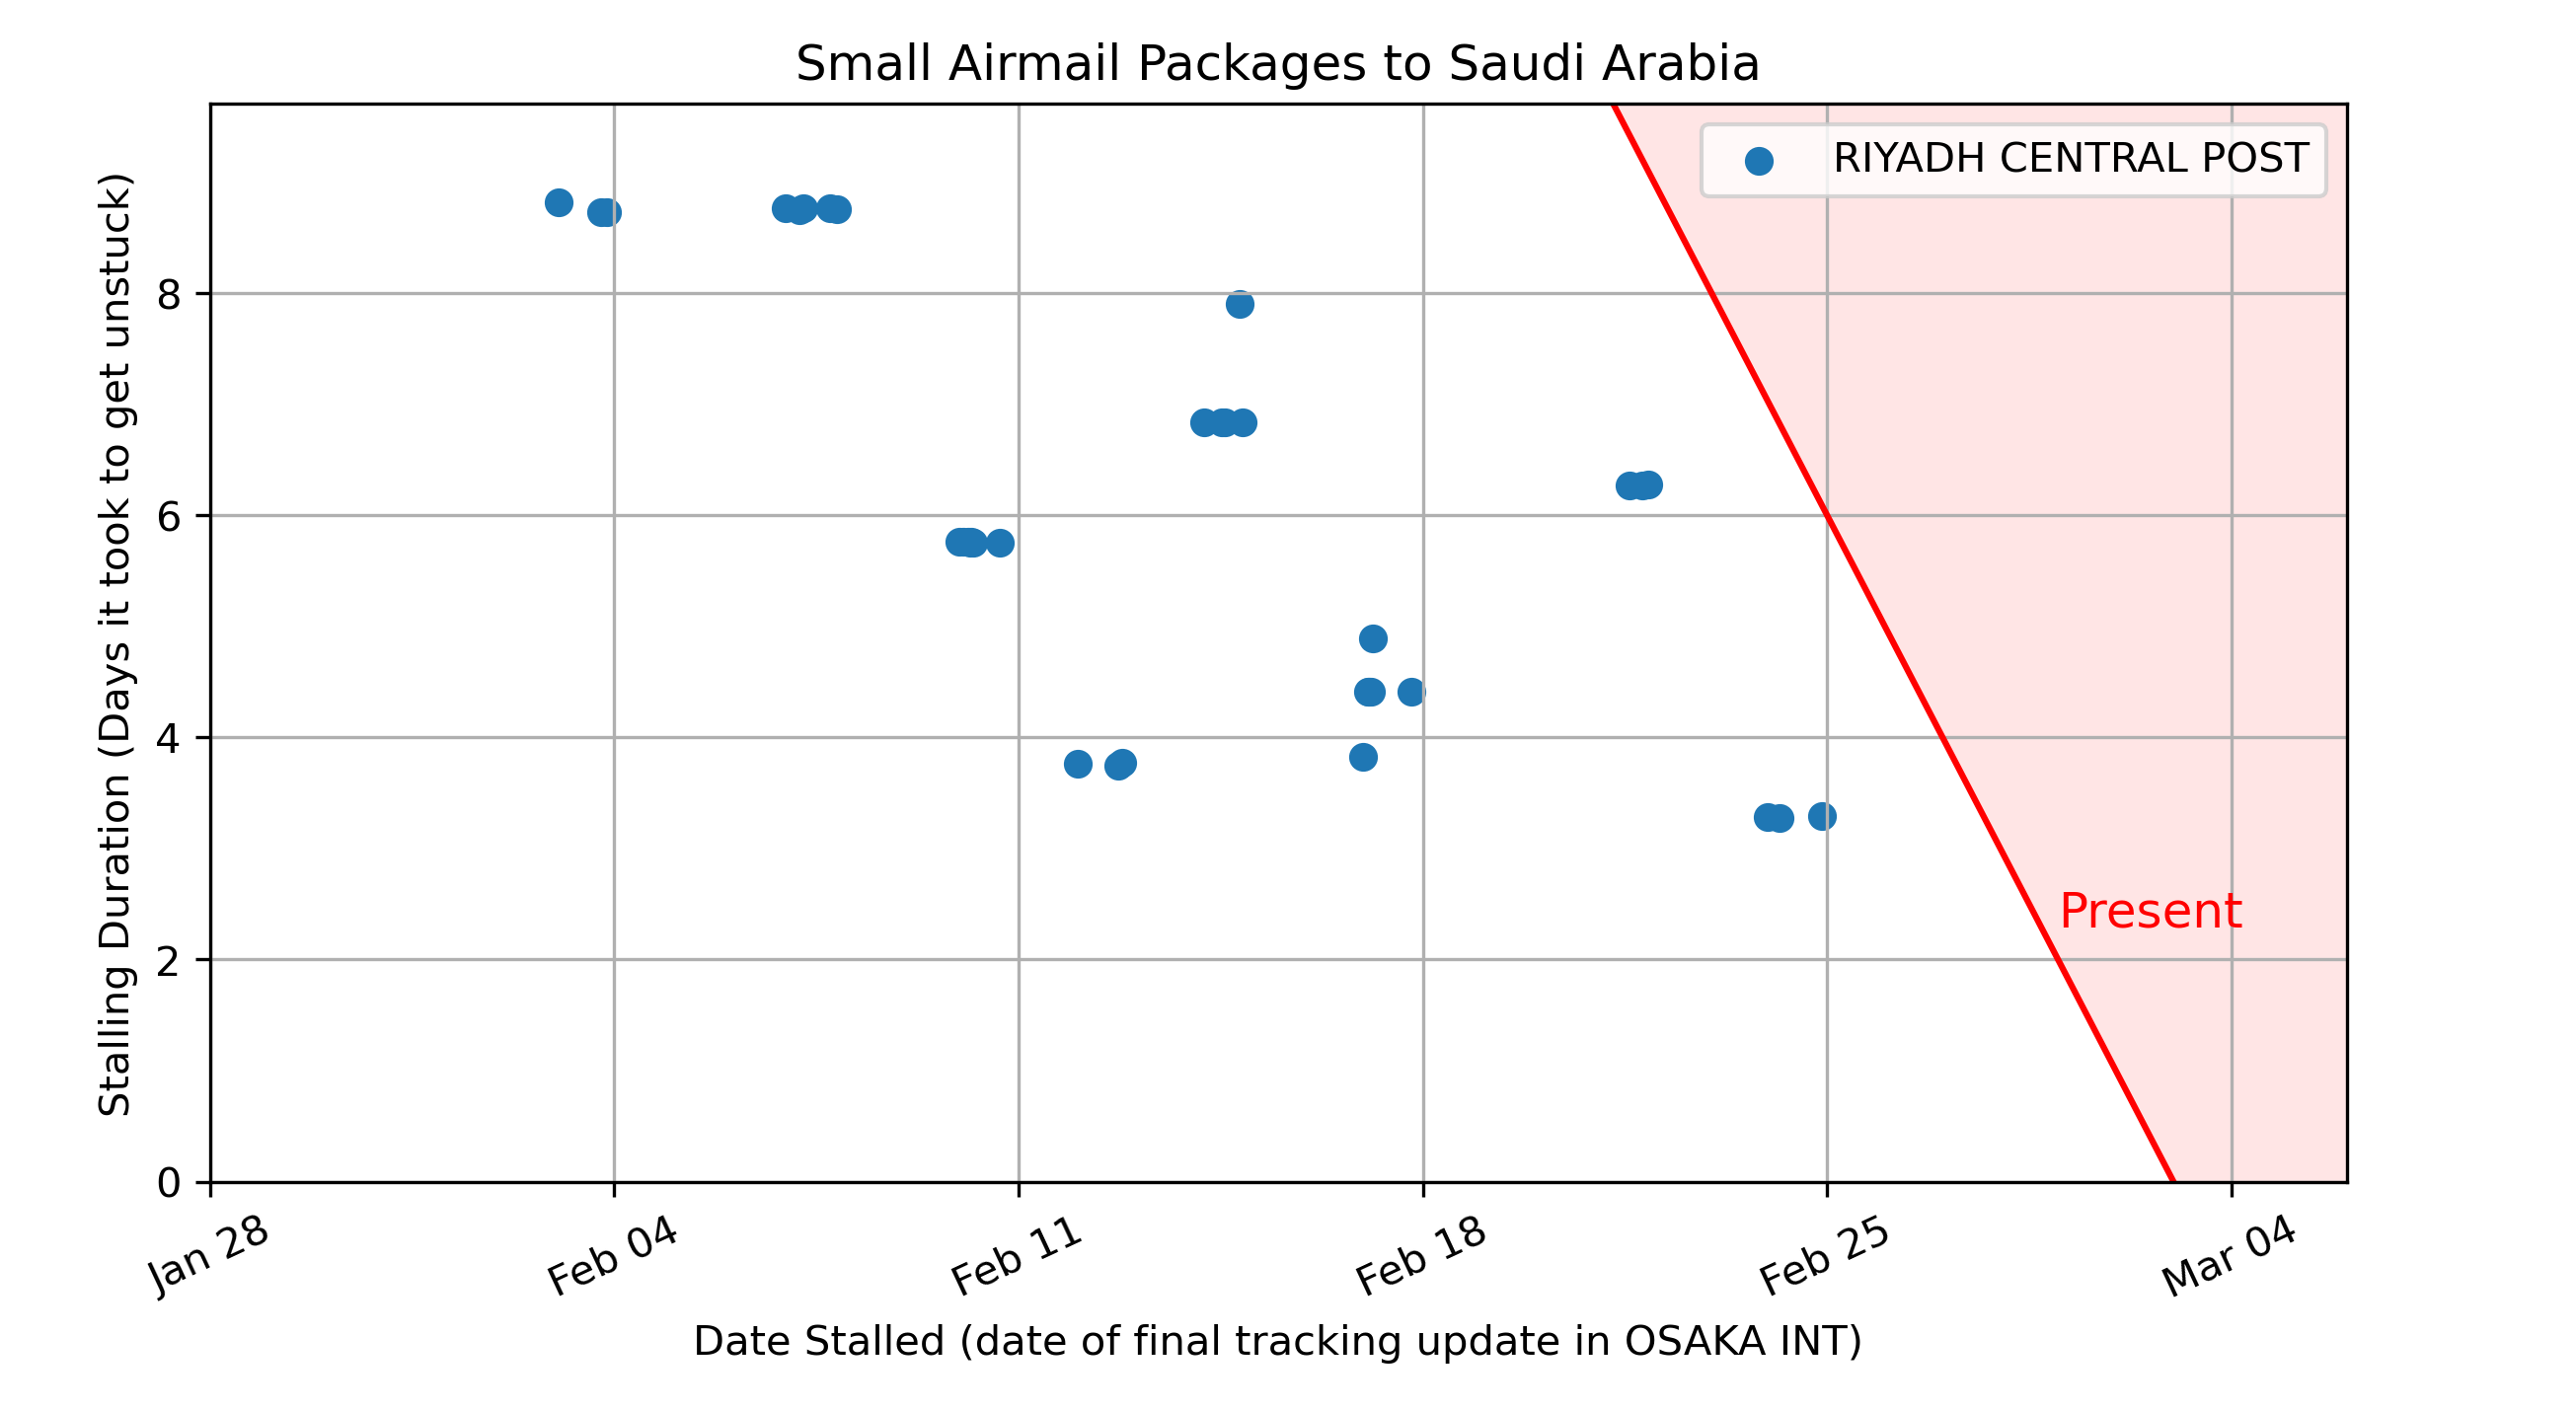 Small Airmail Packages to Saudi Arabia
RIYADH CENTRAL POST
Stalling Duration (Days it took to get unstuck)
8
6
4
2
0
Present
Jan 28
Feb 04
Feb 11
Feb 18
Feb 25
Mar 04
Date Stalled (date of final tracking update in OSAKA INT)